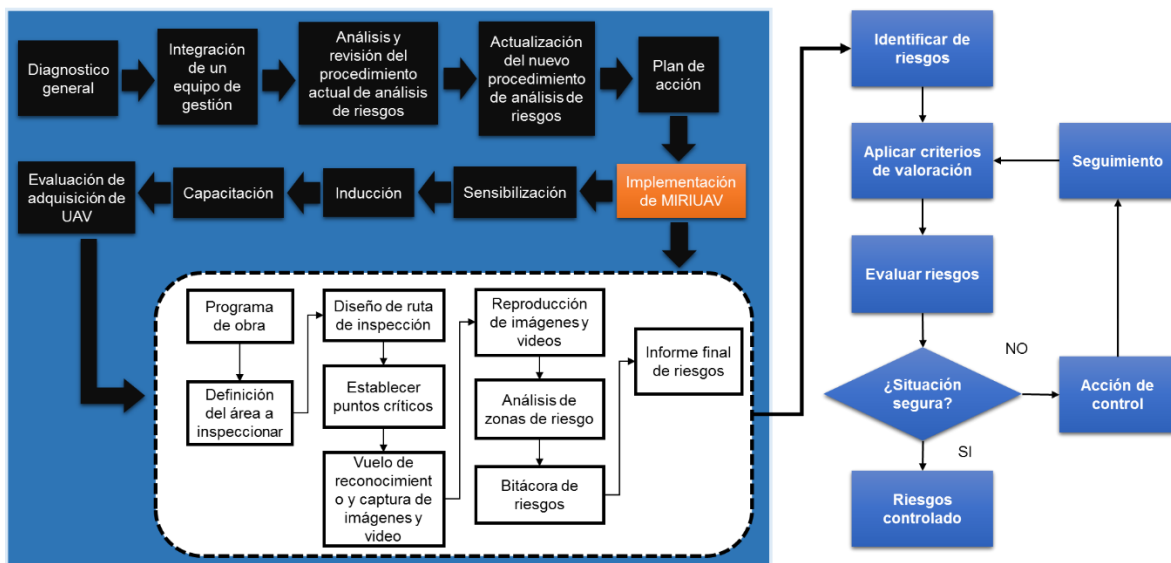 Diagnostico
general
Integración
de un
equipo de
gestión
Análisis y
revisión del
procedimiento
actual de análisis
de riesgos
Actualización
del nuevo
procedimiento
de análisis de
riesgos
Plan de
acción
Evaluación de
adquisición de
UAV
Capacitación
Inducción
Sensibilización
Implementación
de MIRIUAV
Programa
de obra
Definición
del área a
inspeccionar
Diseño de ruta
de inspección
Establecer
puntos críticos
Vuelo de
reconocimient
o y captura de
imágenes y
video
Reproducción
de imágenes y
videos
Análisis de
zonas de riesgo
Bitácora de
riesgos
Informe final
de riesgos
Identificar de
riesgos
Aplicar criterios
de valoración
Seguimiento
Evaluar riesgos
¿Situación
segura?
NO
Acción de
control
SI
Riesgos
controlado